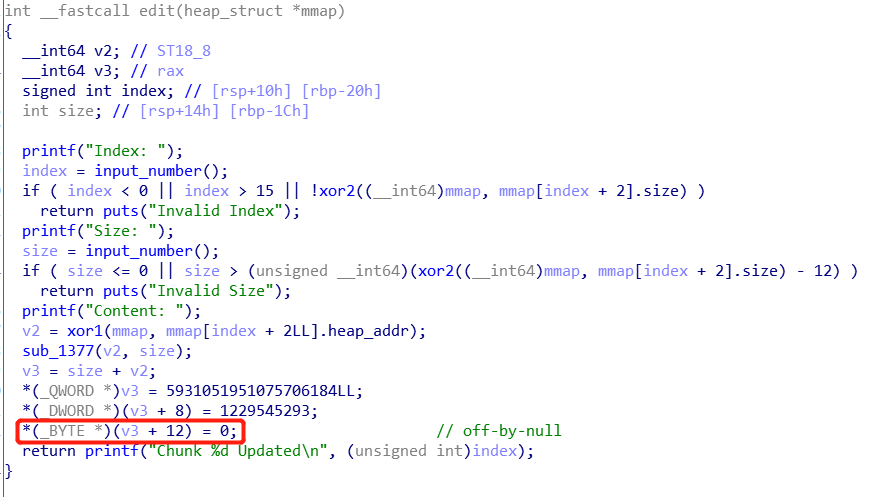 int __fastcall edit(heap_struct *mmap)
{
  __int64 v2; // ST18_8
  __int64 v3; // rax
  signed int index; // [rsp+10h] [rbp-20h]
  int size; // [rsp+14h] [rbp-1Ch]

  printf("Index: ");
  index = input_number();
  if ( index < 0 || index > 15 || !xor2((__int64)mmap, mmap[index + 2].size) )
    return puts("Invalid Index");
  printf("Size: ");
  size = input_number();
  if ( size <= 0 || size > (unsigned __int64)(xor2((__int64)mmap, mmap[index + 2].size) - 12) )
    return puts("Invalid Size");
  printf("Content: ");
  v2 = xor1(mmap, mmap[index + 2LL].heap_addr);
  sub_1377(v2, size);
  v3 = size + v2;
  *(_QWORD *)v3 = 5931051951075706184LL;
  *(_DWORD *)(v3 + 8) = 1229545293;
  *(_BYTE *)(v3 + 12) = 0;                      // off-by-null
  return printf("Chunk %d Updated\n", (unsigned int)index);
}